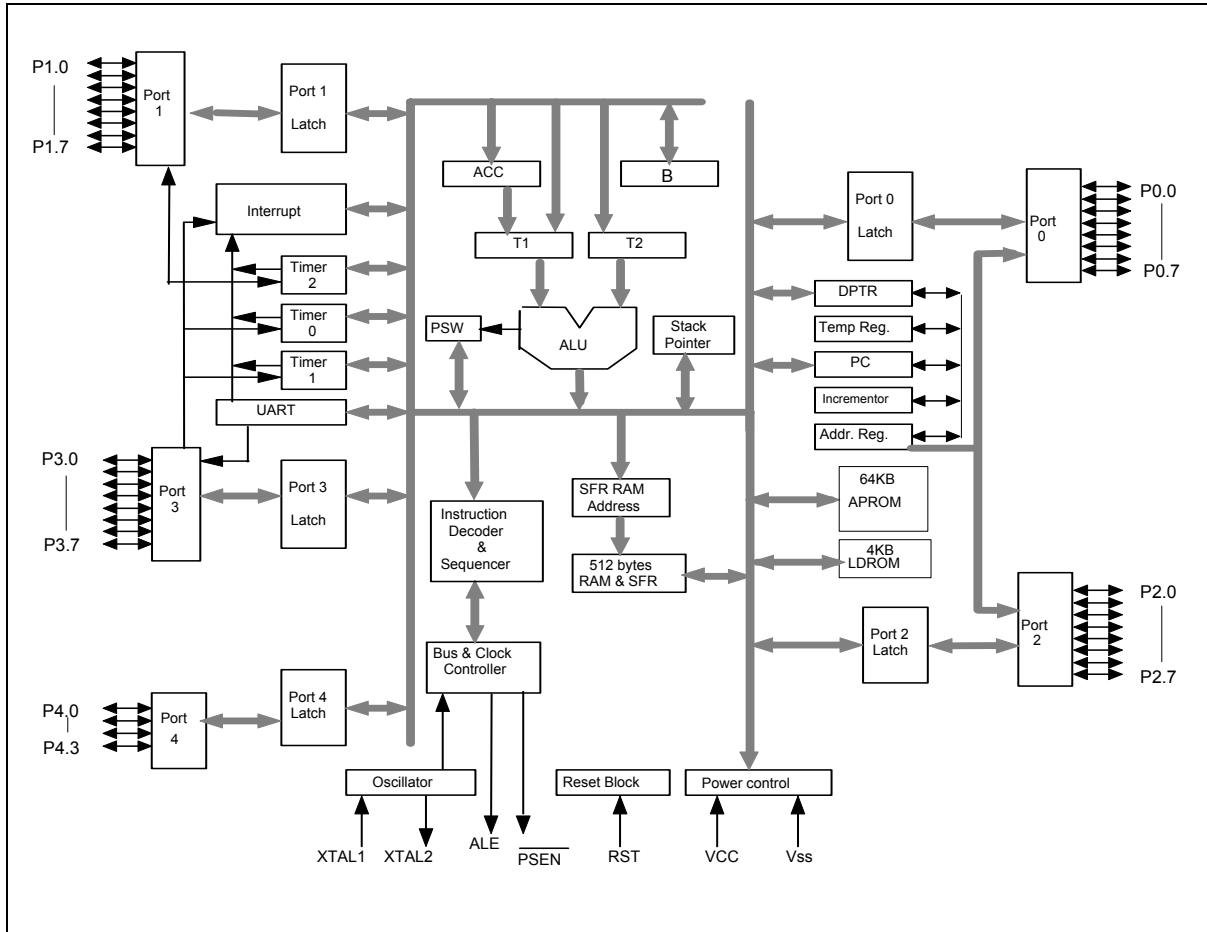 P1.0
P1.7
Port
1
Port 1
Latch
Interrupt
Timer
2
Timer
0
Timer
1
UART
P3.0
P3.7
Port
3
Port 3
Latch
P4.0
P4.3
Port
4
Port 4
Latch
ACC
B
T1
T2
PSW
ALU
Stack
Pointer
Instruction
Decoder
&
Sequencer
SFR RAM
Address
512 bytes
RAM & SFR
Bus & Clock
Controller
Port 0
Latch
Port
0
P0.0
P0.7
DPTR
Temp Reg.
PC
Incrementor
Addr. Reg.
64KB
APROM
4KB
LDROM
Port 2
Latch
Port
2
P2.0
P2.7
Oscillator
Reset Block
Power control
XTAL1
XTAL2
ALE
PSEN
RST
VCC
Vss